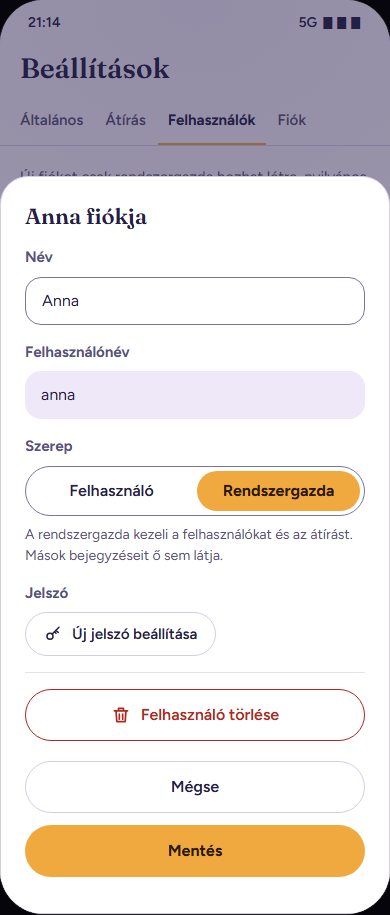 21:14
5G
Beállítások
Általános Átírás Felhasználók Fiók
Anna fiókja
Név
Anna
Felhasználónév
anna
Szerep
Felhasználó Rendszergazda
A rendszergazda kezeli a felhasználókat és az átírást.
Mások bejegyzéseit ő sem látja.
Jelszó
Új jelszó beállítása
Felhasználó törlése
Mégse
Mentés